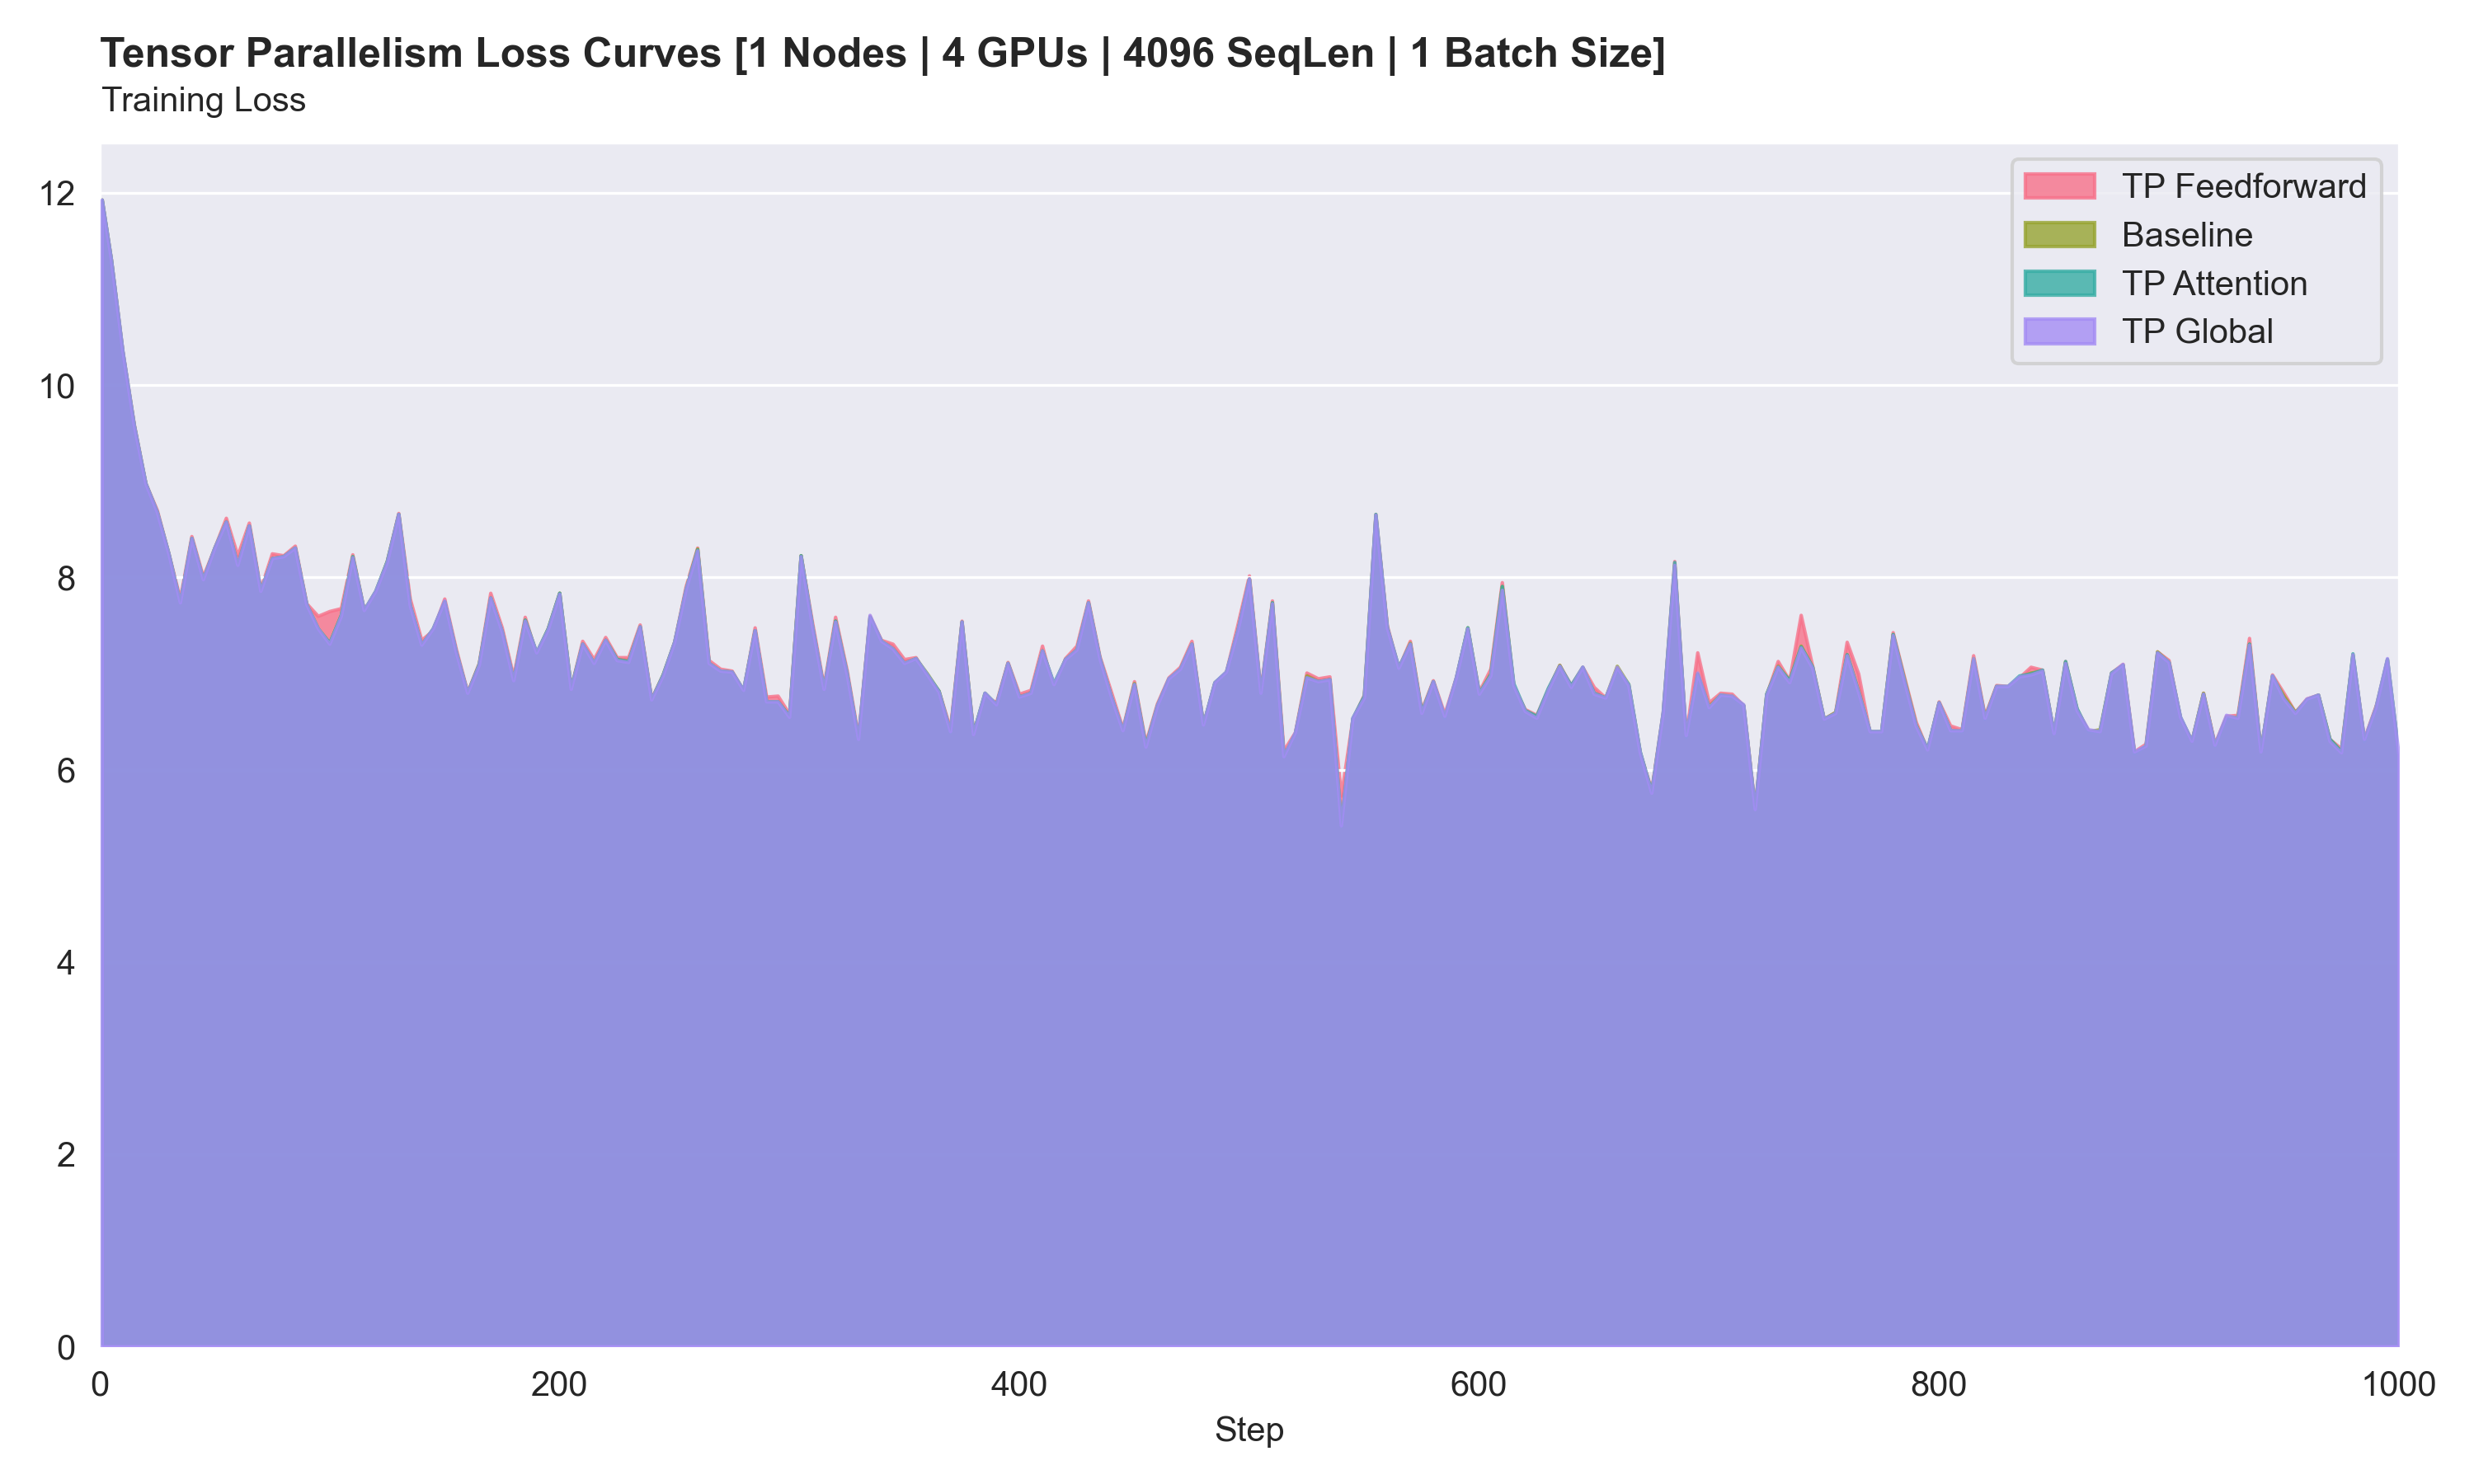 Tensor Parallelism Loss Curves [1 Nodes | 4 GPUs | 4096 SeqLen | 1 Batch Size]
Training Loss
TP Feedforward
Baseline
TP Attention
TP Global
12
10
8
6
4
2
0
0 200 400 600 800 1000
Step